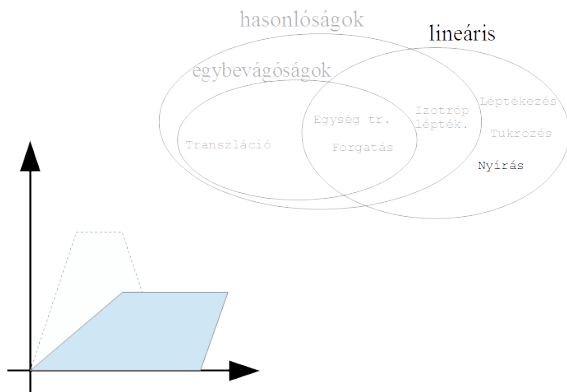 hasonlóságok
lineáris
egybevágóságok
Egység tr.
Izotróp
lépték.
Léptékezés
Tukrozés
Transzláció
Forgatás
Nyírás